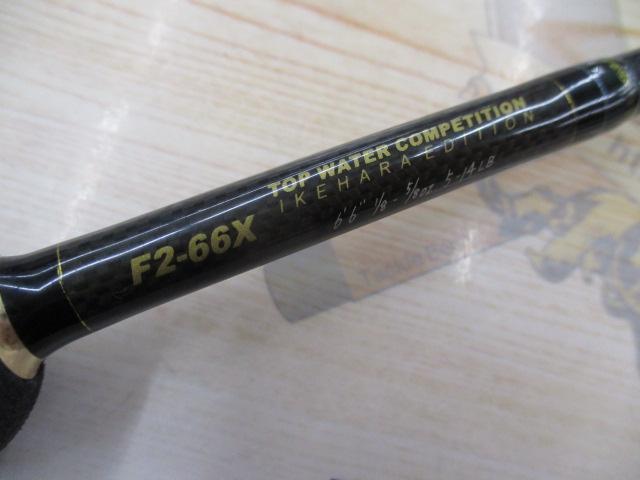 F2-66X
TOP WATER COMPETITION
IKEHARA EDITION
6'6" 1/8 - 5/8oz 5-14LB